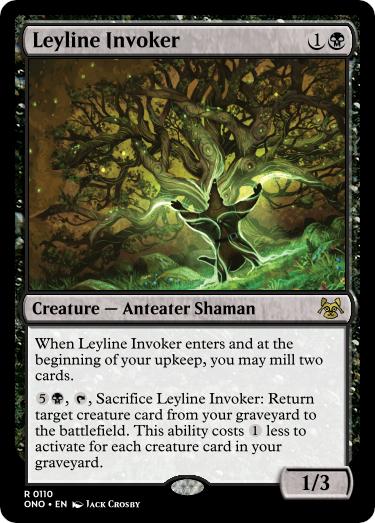 Leyline Invoker 1
Creature — Anteater Shaman
When Leyline Invoker enters and at the
beginning of your upkeep, you may mill two
cards.
5 , , Sacrifice Leyline Invoker: Return
target creature card from your graveyard to
the battlefield. This ability costs 1 less to
activate for each creature card in your
graveyard.
1/3
R 0110
ONO • EN Jack Crosby